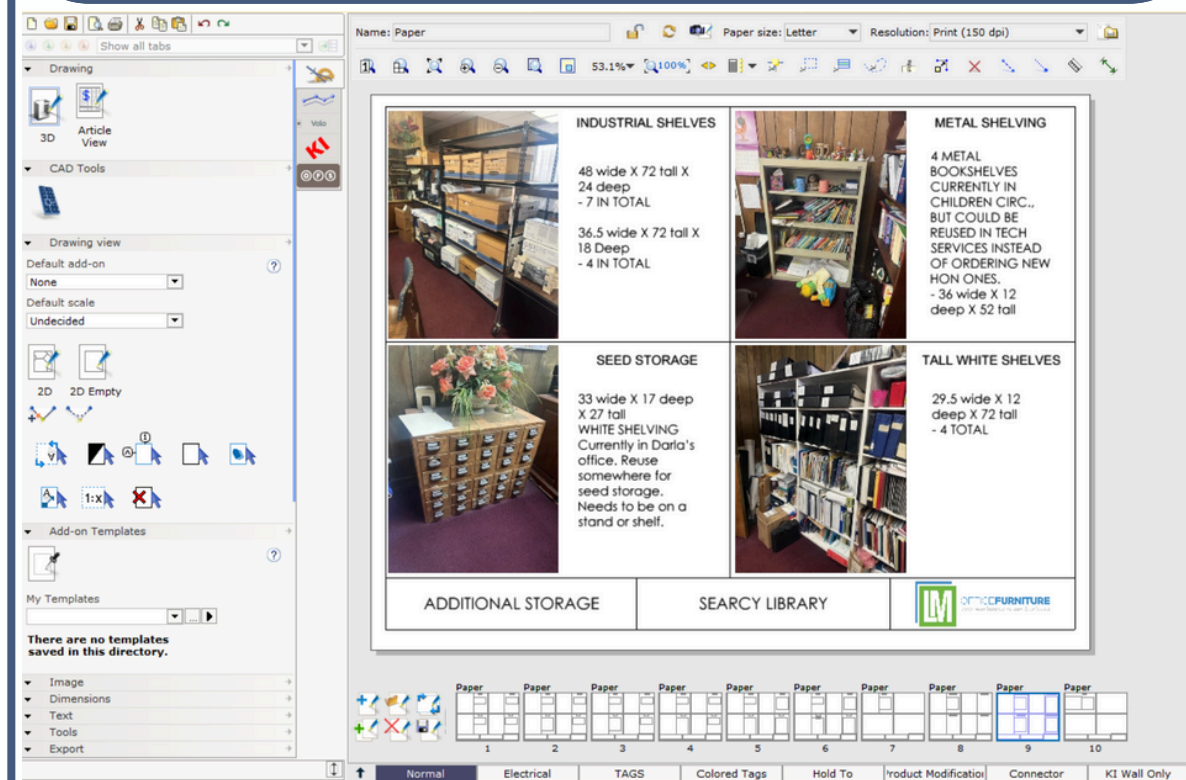 Show all tabs
Name: Paper
Paper size: Letter
Resolution: Print (150 dpi)
53.1%
100%
Drawing
3D
Article View
CAD Tools
Drawing view
Default add-on
None
Default scale
Undecided
2D
2D Empty
1:x
Add-on Templates
My Templates
There are no templates
saved in this directory.
Image
Dimensions
Text
Tools
Export
Volo
KI
OFS
INDUSTRIAL SHELVES
48 wide X 72 tall X
24 deep
- 7 IN TOTAL
36.5 wide X 72 tall X
18 Deep
- 4 IN TOTAL
METAL SHELVING
4 METAL
BOOKSHELVES
CURRENTLY IN
CHILDREN CIRC.,
BUT COULD BE
REUSED IN TECH
SERVICES INSTEAD
OF ORDERING NEW
HON ONES.
- 36 wide X 12
deep X 52 tall
SEED STORAGE
33 wide X 17 deep
X 27 tall
WHITE SHELVING
Currently in Darla's
office. Reuse
somewhere for
seed storage.
Needs to be on a
stand or shelf.
TALL WHITE SHELVES
29.5 wide X 12
deep X 72 tall
- 4 TOTAL
ADDITIONAL STORAGE
SEARCY LIBRARY
LM OFFICEFURNITURE
Paper Paper Paper Paper Paper Paper Paper Paper Paper Paper
1 2 3 4 5 6 7 8 9 10
Normal Electrical TAGS Colored Tags Hold To Product Modification Connector KI Wall Only